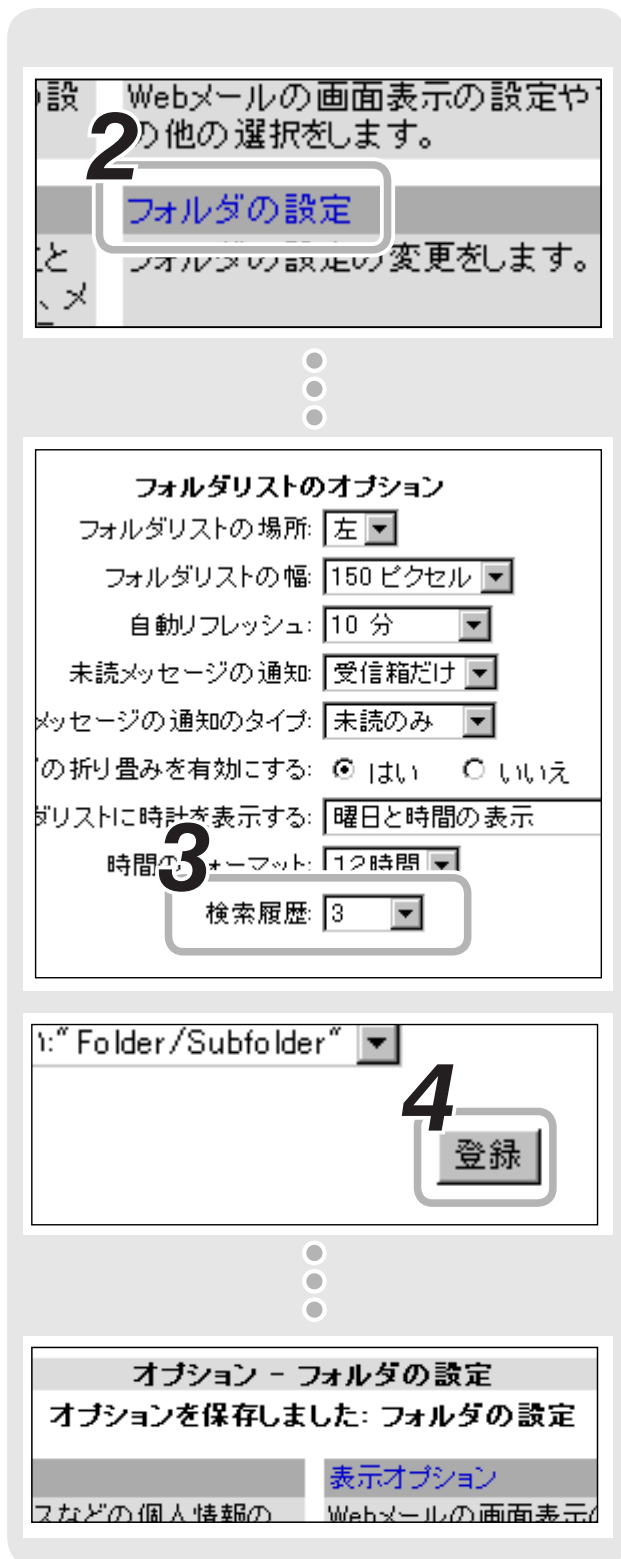 設 Webメールの画面表示の設定や
の他の選択をします。
2
フォルダの設定
と フォルダの設定の変更をします。
、メ
フォルダリストのオプション
フォルダリストの場所: 左
フォルダリストの幅: 150 ピクセル
自動リフレッシュ: 10 分
未読メッセージの通知: 受信箱だけ
メッセージの通知のタイプ: 未読のみ
の折り畳みを有効にする: はい いいえ
ダリストに時計を表示する: 曜日と時間の表示
3
時間のフォーマット: 12時間
検索履歴: 3
:"Folder/Subfolder"
4
登録
オプション - フォルダの設定
オプションを保存しました: フォルダの設定
表示オプション
スなどの個人情報の Webメールの画面表示の